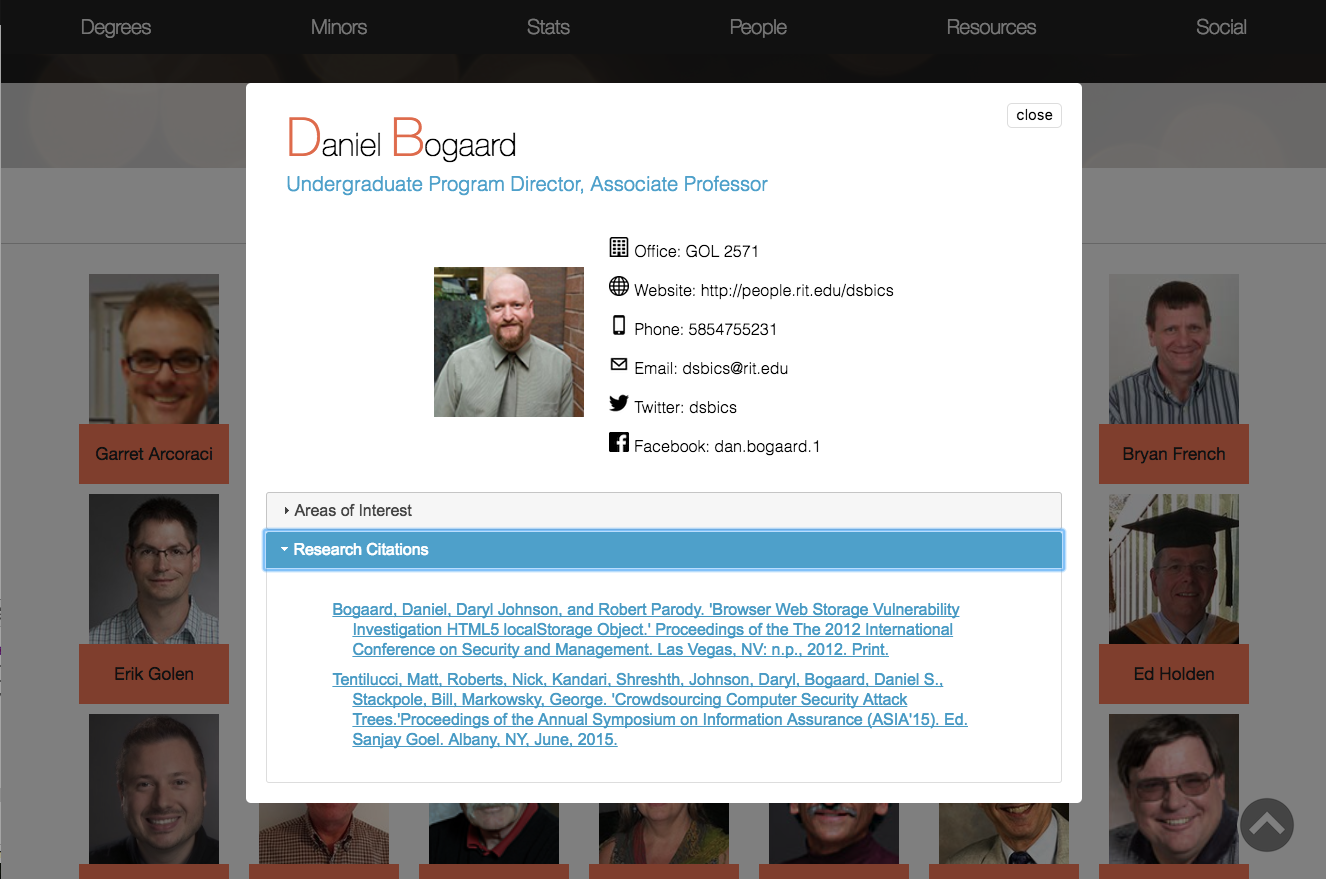 Degrees
Minors
Stats
People
Resources
Social
close
Daniel Bogaard
Undergraduate Program Director, Associate Professor
Office: GOL 2571
Website: http://people.rit.edu/dsbics
Phone: 5854755231
Email: dsbics@rit.edu
Twitter: dsbics
Facebook: dan.bogaard.1
Areas of Interest
Research Citations
Bogaard, Daniel, Daryl Johnson, and Robert Parody. 'Browser Web Storage Vulnerability
Investigation HTML5 localStorage Object.' Proceedings of the The 2012 International
Conference on Security and Management. Las Vegas, NV: n.p., 2012. Print.
Tentilucci, Matt, Roberts, Nick, Kandari, Shreshth, Johnson, Daryl, Bogaard, Daniel S.,
Stackpole, Bill, Markowsky, George. 'Crowdsourcing Computer Security Attack
Trees.'Proceedings of the Annual Symposium on Information Assurance (ASIA'15). Ed.
Sanjay Goel. Albany, NY, June, 2015.
Garret Arcoraci
Bryan French
Erik Golen
Ed Holden